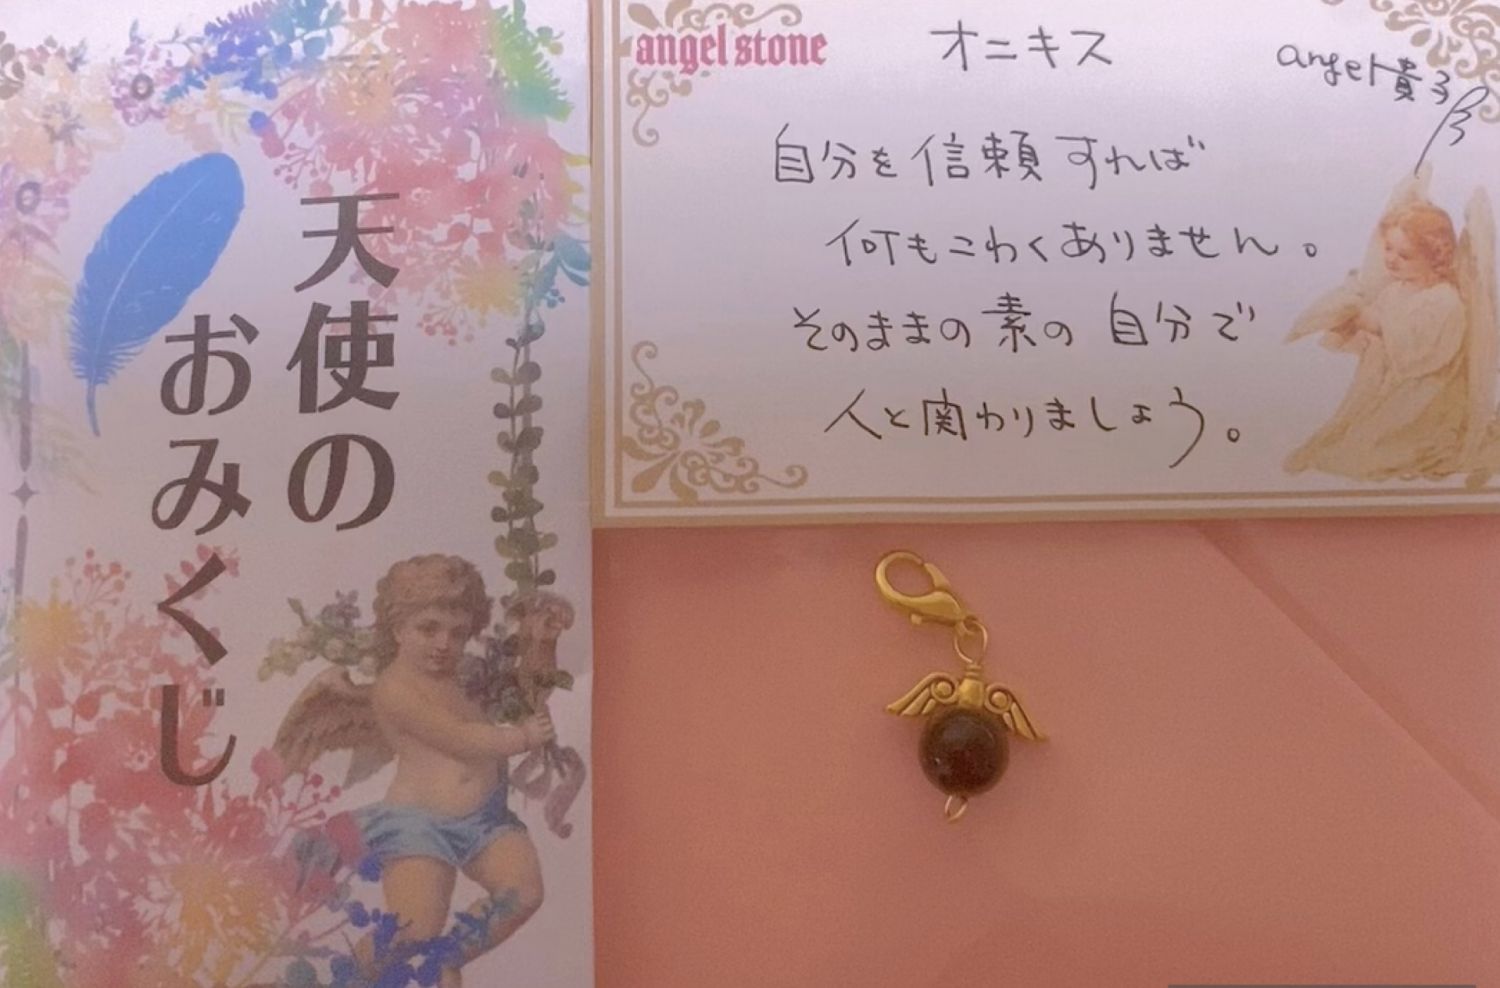 天使の
おみくじ
angel stone
オニキス
angel貴子
自分を信頼すれば
何もこわくありません。
そのままの素の自分で
人と関わりましょう。